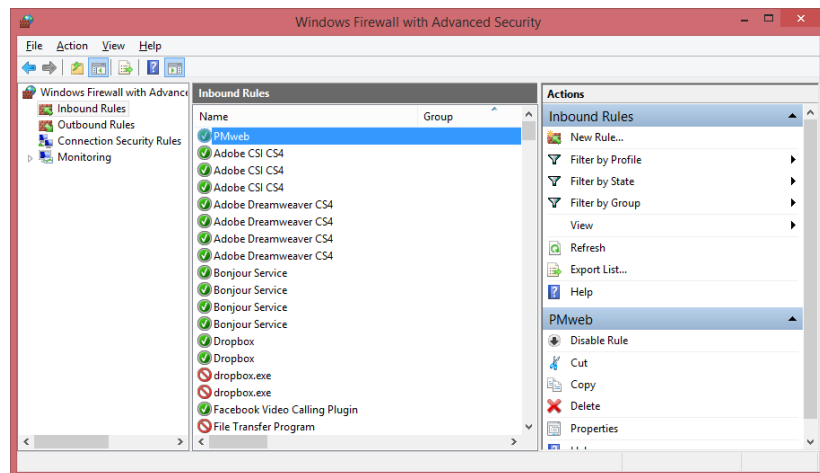 Windows Firewall with Advanced Security
File Action View Help
Windows Firewall with Advance
Inbound Rules
Outbound Rules
Connection Security Rules
Monitoring
Inbound Rules
Name Group
PMweb
Adobe CSI CS4
Adobe CSI CS4
Adobe CSI CS4
Adobe Dreamweaver CS4
Adobe Dreamweaver CS4
Adobe Dreamweaver CS4
Adobe Dreamweaver CS4
Bonjour Service
Bonjour Service
Bonjour Service
Bonjour Service
Dropbox
Dropbox
dropbox.exe
dropbox.exe
Facebook Video Calling Plugin
File Transfer Program
Actions
Inbound Rules
New Rule...
Filter by Profile
Filter by State
Filter by Group
View
Refresh
Export List...
Help
PMweb
Disable Rule
Cut
Copy
Delete
Properties